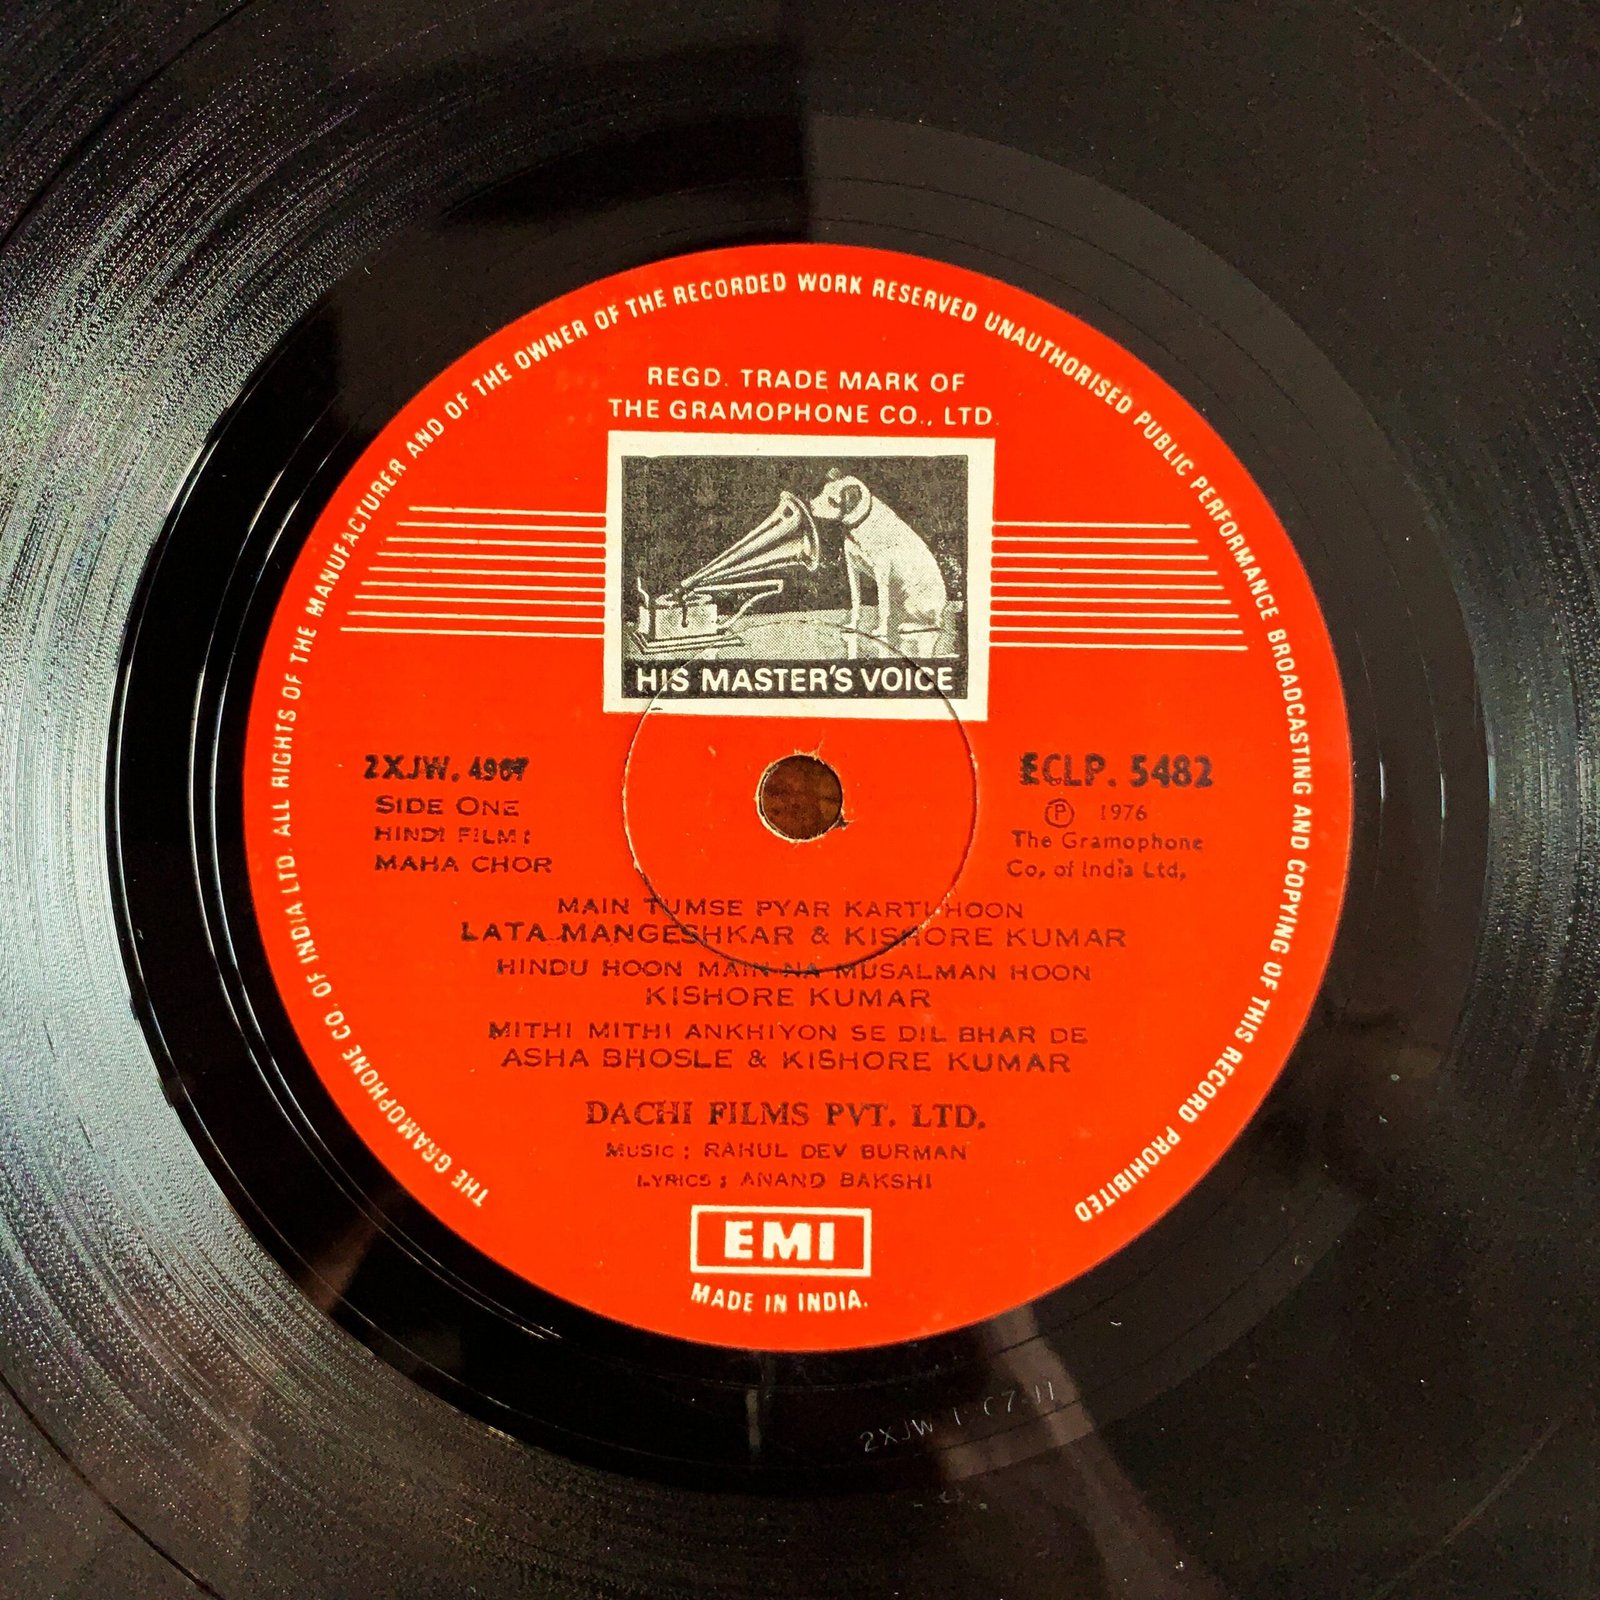 THE GRAMOPHONE CO. OF INDIA LTD. ALL RIGHTS OF THE MANUFACTURER AND OF THE OWNER OF THE RECORDED WORK RESERVED UNAUTHORISED PUBLIC PERFORMANCE BROADCASTING AND COPYING OF THIS RECORD PROHIBITED
REGD. TRADE MARK OF
THE GRAMOPHONE CO., LTD.
HIS MASTER'S VOICE
2XJW. 4967
SIDE ONE
HINDI FILM:
MAHA CHOR
ECLP. 5482
Ⓟ 1976
The Gramophone
Co. of India Ltd.
MAIN TUMSE PYAR KARTI HOON
LATA MANGESHKAR & KISHORE KUMAR
HINDU HOON MAIN NA MUSALMAN HOON
KISHORE KUMAR
MITHI MITHI ANKHIYON SE DIL BHAR DE
ASHA BHOSLE & KISHORE KUMAR
DACHI FILMS PVT. LTD.
MUSIC: RAHUL DEV BURMAN
LYRICS: ANAND BAKSHI
EMI
MADE IN INDIA.
2XJW